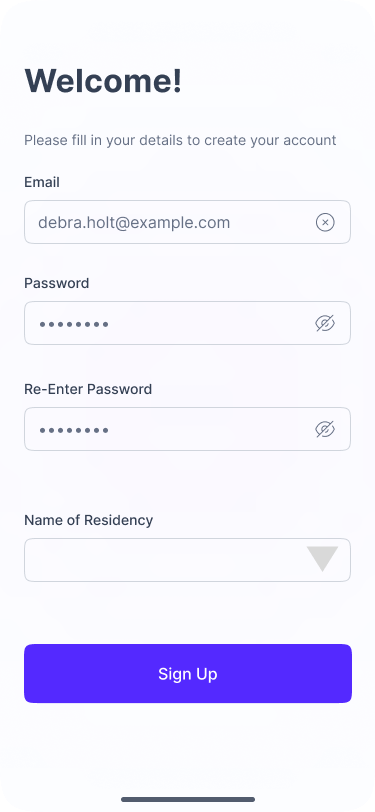 Welcome!
Please fill in your details to create your account
Email
debra.holt@example.com
Password
••••••••
Re-Enter Password
••••••••
Name of Residency
Sign Up